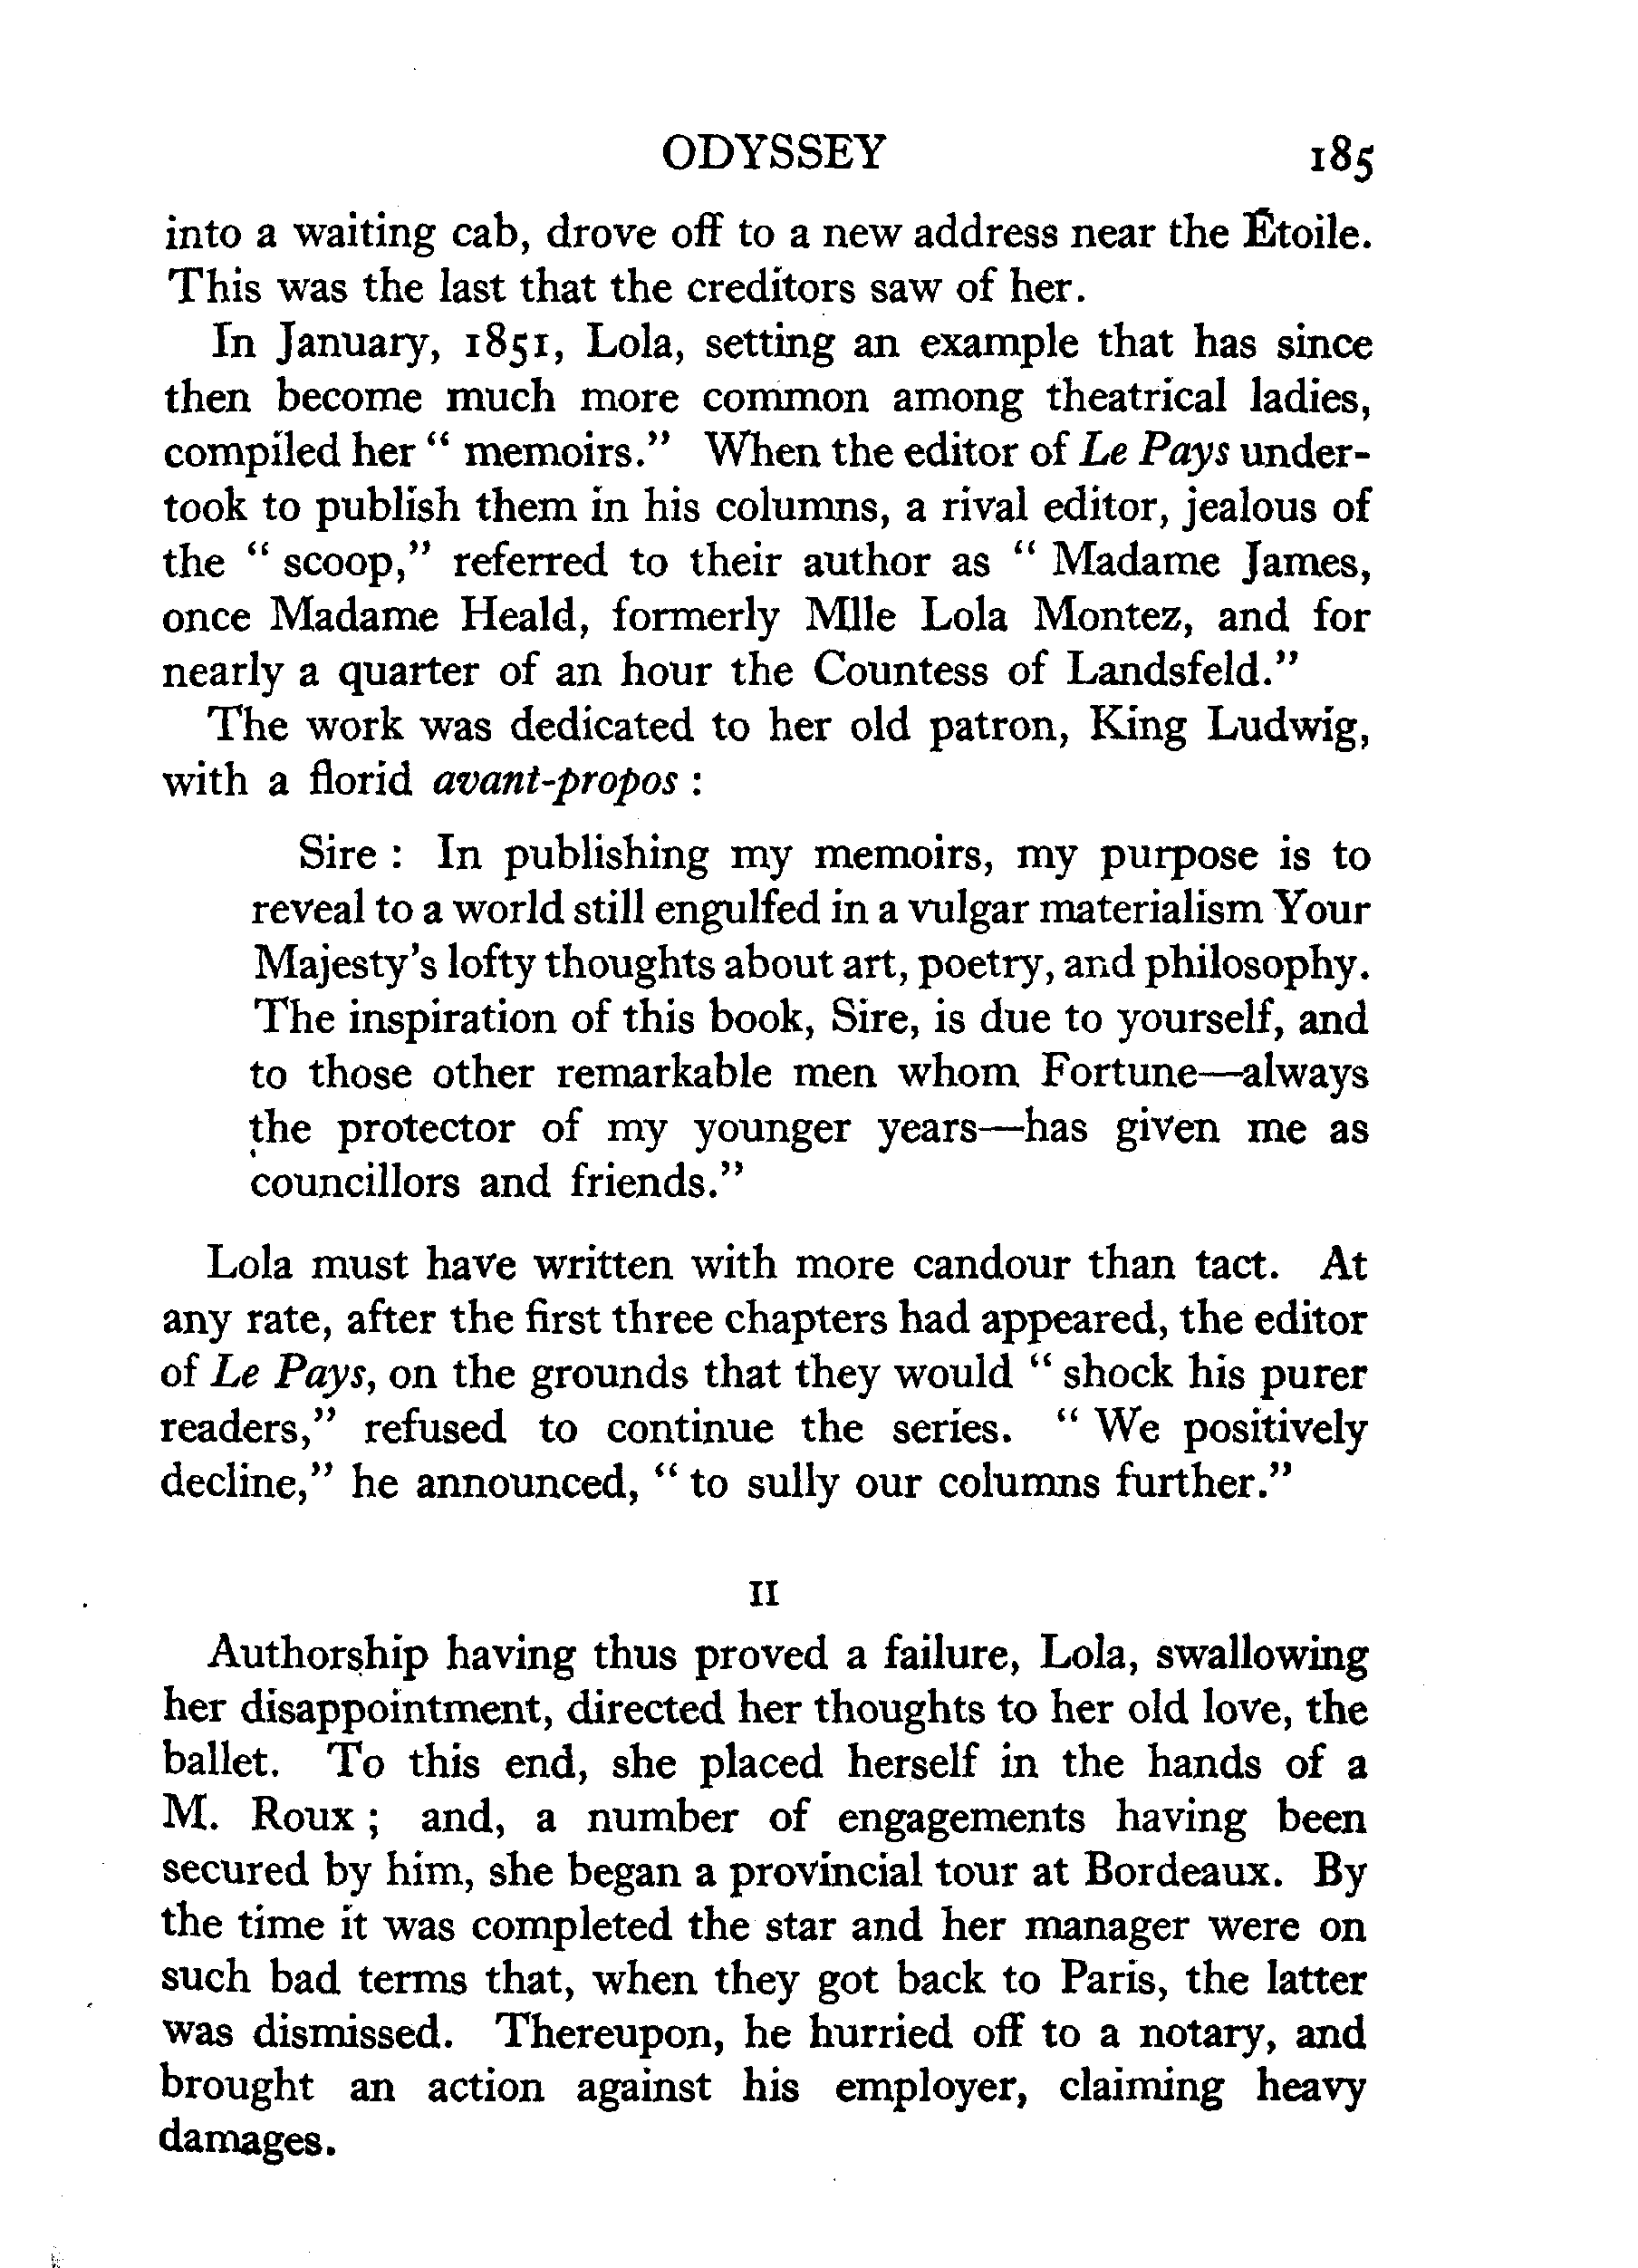 ODYSSEY 185
into a waiting cab, drove off to a new address near the Étoile.
This was the last that the creditors saw of her.
In January, 1851, Lola, setting an example that has since
then become much more common among theatrical ladies,
compiled her “ memoirs.” When the editor of Le Pays under-
took to publish them in his columns, a rival editor, jealous of
the “ scoop,” referred to their author as “ Madame James,
once Madame Heald, formerly Mlle Lola Montez, and for
nearly a quarter of an hour the Countess of Landsfeld.”
The work was dedicated to her old patron, King Ludwig,
with a florid avant-propos :
Sire : In publishing my memoirs, my purpose is to
reveal to a world still engulfed in a vulgar materialism Your
Majesty's lofty thoughts about art, poetry, and philosophy.
The inspiration of this book, Sire, is due to yourself, and
to those other remarkable men whom Fortune—always
the protector of my younger years—has given me as
councillors and friends.”
Lola must have written with more candour than tact. At
any rate, after the first three chapters had appeared, the editor
of Le Pays, on the grounds that they would “ shock his purer
readers,” refused to continue the series. “ We positively
decline,” he announced, “ to sully our columns further.”
II
Authorship having thus proved a failure, Lola, swallowing
her disappointment, directed her thoughts to her old love, the
ballet. To this end, she placed herself in the hands of a
M. Roux ; and, a number of engagements having been
secured by him, she began a provincial tour at Bordeaux. By
the time it was completed the star and her manager were on
such bad terms that, when they got back to Paris, the latter
was dismissed. Thereupon, he hurried off to a notary, and
brought an action against his employer, claiming heavy
damages.